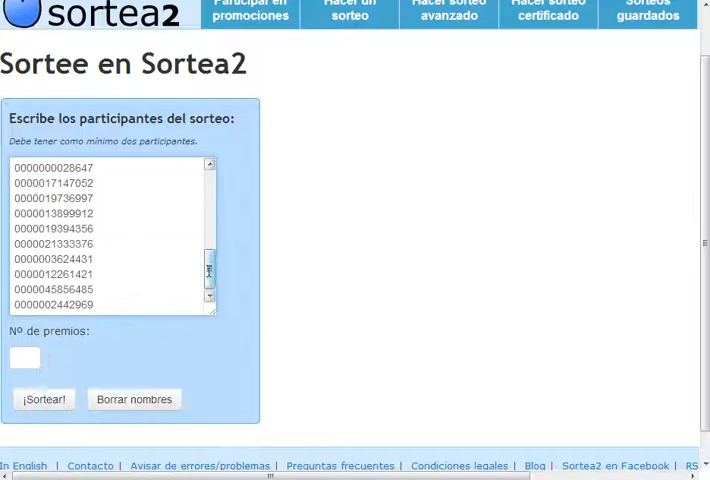 sortea2
Participar en promociones
Hacer un sorteo
Hacer sorteo avanzado
Hacer sorteo certificado
Sorteos guardados
Sortee en Sortea2
Escribe los participantes del sorteo:
Debe tener como mínimo dos participantes.
0000000028647
0000017147052
0000019736997
0000013899912
0000019394356
0000021333376
0000003624431
0000012261421
0000045856485
0000002442969
Nº de premios:
¡Sortear!
Borrar nombres
In English | Contacto | Avisar de errores/problemas | Preguntas frecuentes | Condiciones legales | Blog | Sortea2 en Facebook | RS